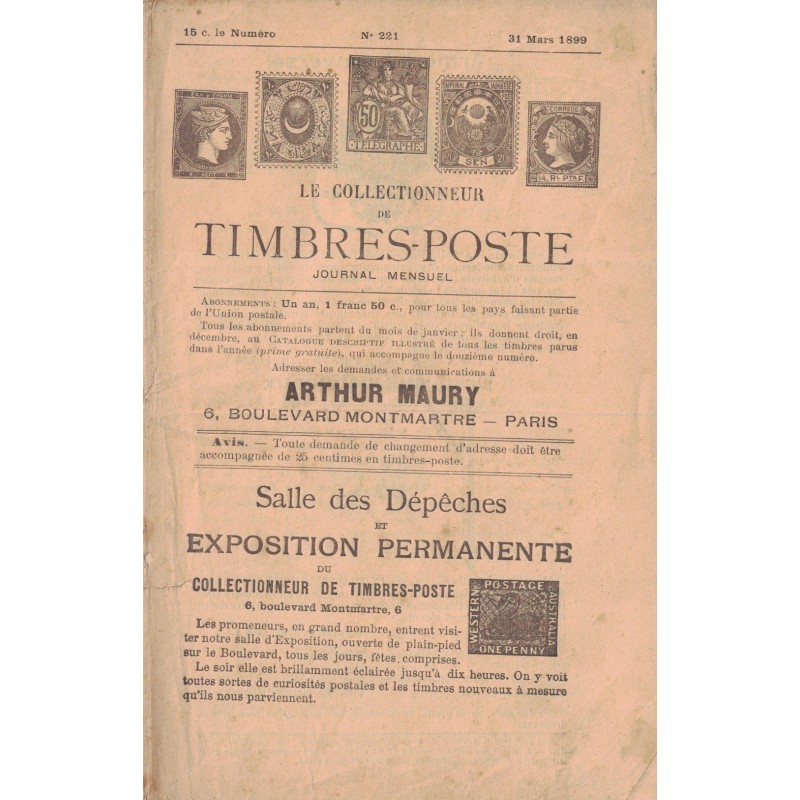 15 c. le Numéro N° 221 31 Mars 1899
50
TÉLÉGRAPHE
IMPERIAL JAPANESE
SEN
CORREOS
LE COLLECTIONNEUR
DE
TIMBRES-POSTE
JOURNAL MENSUEL
ABONNEMENTS : Un an, 1 franc 50 c., pour tous les pays faisant partie
de l'Union postale.
Tous les abonnements partent du mois de janvier : ils donnent droit, en
décembre, au CATALOGUE DESCRIPTIF ILLUSTRÉ de tous les timbres parus
dans l'année (prime gratuite), qui accompagne le douzième numéro.
Adresser les demandes et communications à
ARTHUR MAURY
6, BOULEVARD MONTMARTRE — PARIS
Avis. — Toute demande de changement d'adresse doit être
accompagnée de 25 centimes en timbres-poste.
Salle des Dépêches
ET
EXPOSITION PERMANENTE
DU
COLLECTIONNEUR DE TIMBRES-POSTE
6, boulevard Montmartre, 6
WESTERN
POSTAGE
AUSTRALIA
ONE PENNY
Les promeneurs, en grand nombre, entrent visi-
ter notre salle d'Exposition, ouverte de plain-pied
sur le Boulevard, tous les jours, fêtes comprises.
Le soir elle est brillamment éclairée jusqu'à dix heures. On y voit
toutes sortes de curiosités postales et les timbres nouveaux à mesure
qu'ils nous parviennent.